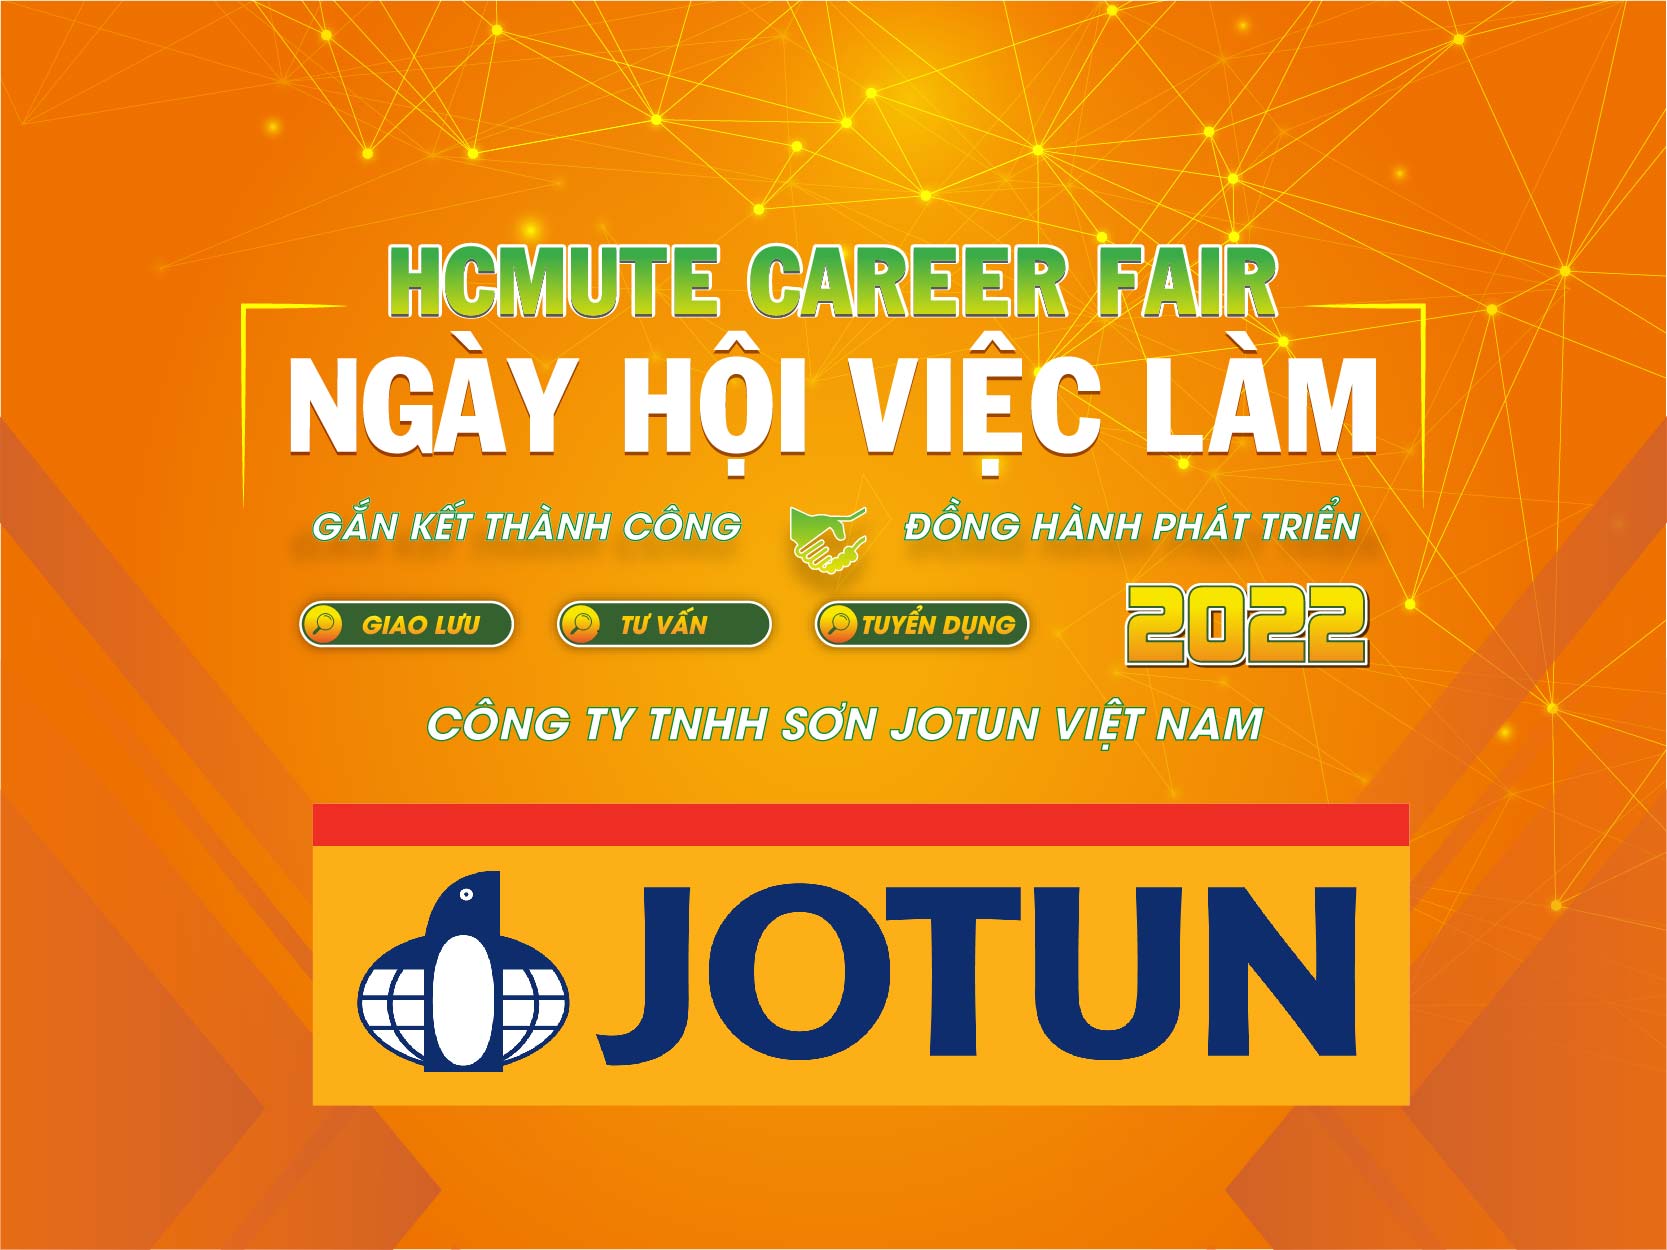 HCMUTE CAREER FAIR
NGÀY HỘI VIỆC LÀM
GẮN KẾT THÀNH CÔNG ĐỒNG HÀNH PHÁT TRIỂN
GIAO LƯU TƯ VẤN TUYỂN DỤNG 2022
CÔNG TY TNHH SƠN JOTUN VIỆT NAM
JOTUN